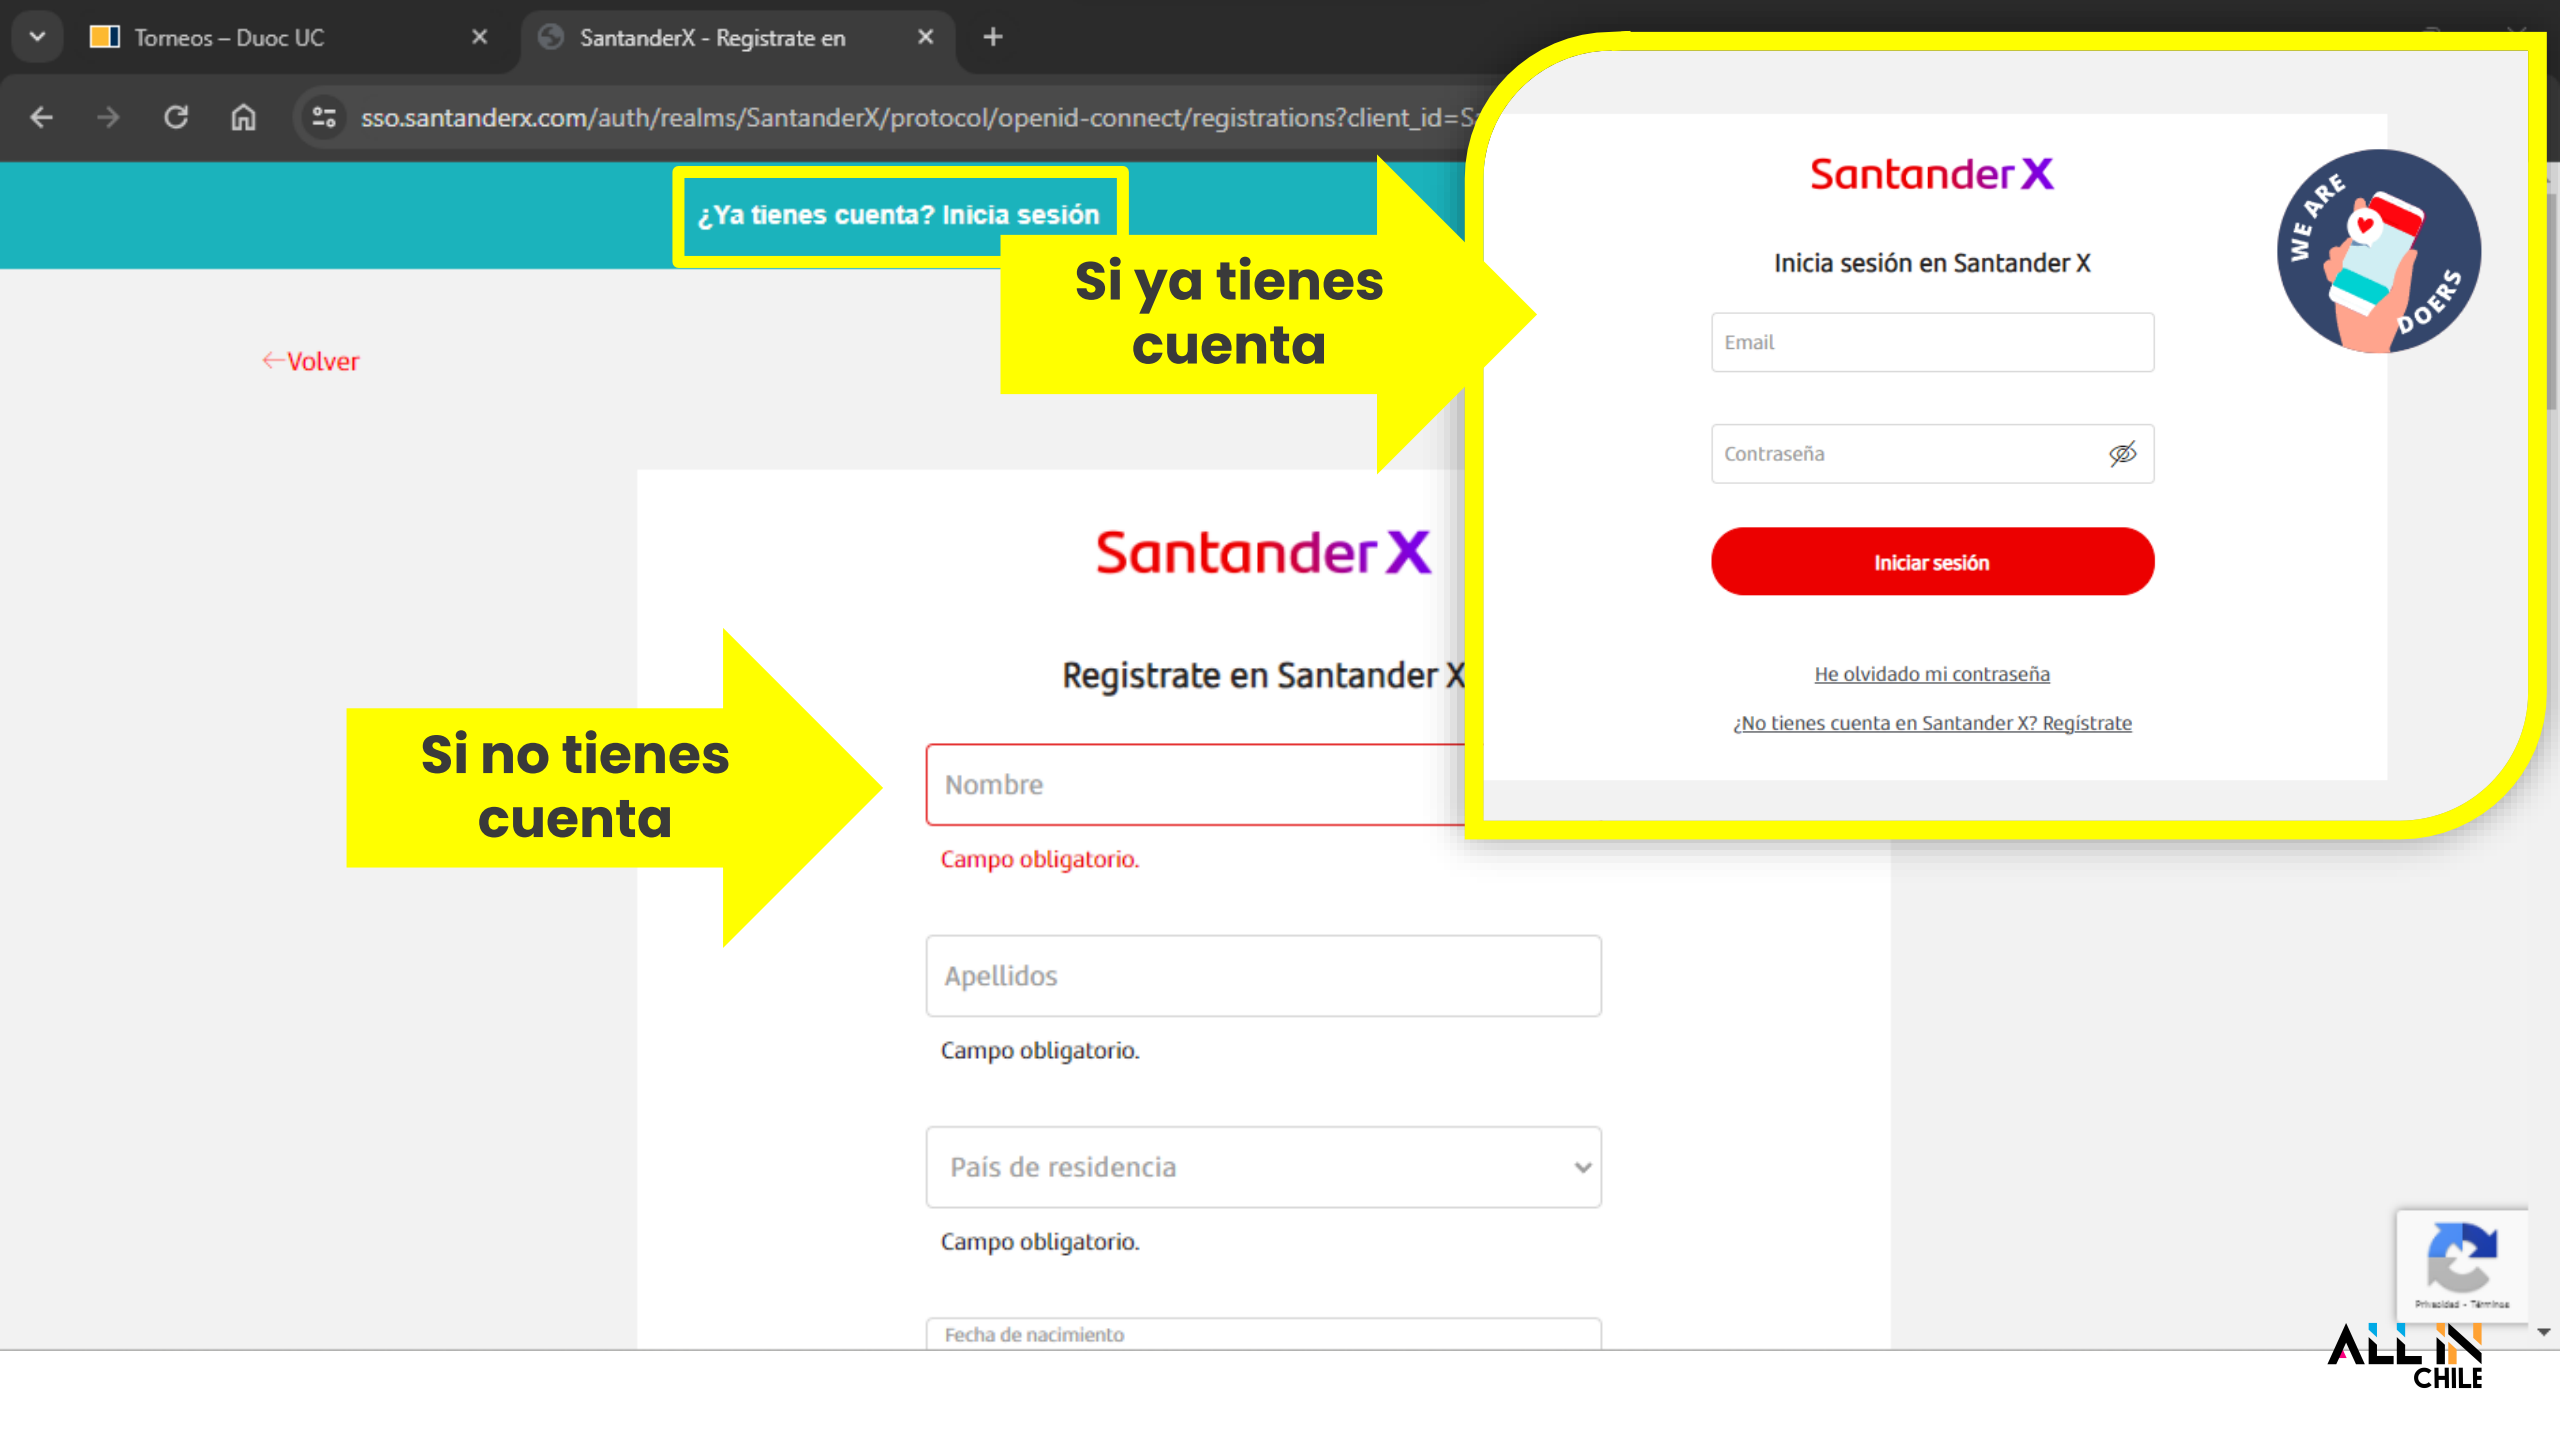 Torneos – Duoc UC
SantanderX - Registrate en
sso.santanderx.com/auth/realms/SantanderX/protocol/openid-connect/registrations?client_id=Sa
¿Ya tienes cuenta? Inicia sesión
Si ya tienes
cuenta
←Volver
Santander X
Registrate en Santander X
Si no tienes
cuenta
Nombre
Campo obligatorio.
Apellidos
Campo obligatorio.
País de residencia
Campo obligatorio.
Fecha de nacimiento
Santander X
Inicia sesión en Santander X
Email
Contraseña
Iniciar sesión
He olvidado mi contraseña
¿No tienes cuenta en Santander X? Regístrate
WE ARE
DOERS
Privacidad - Términos
ALL IN
CHILE